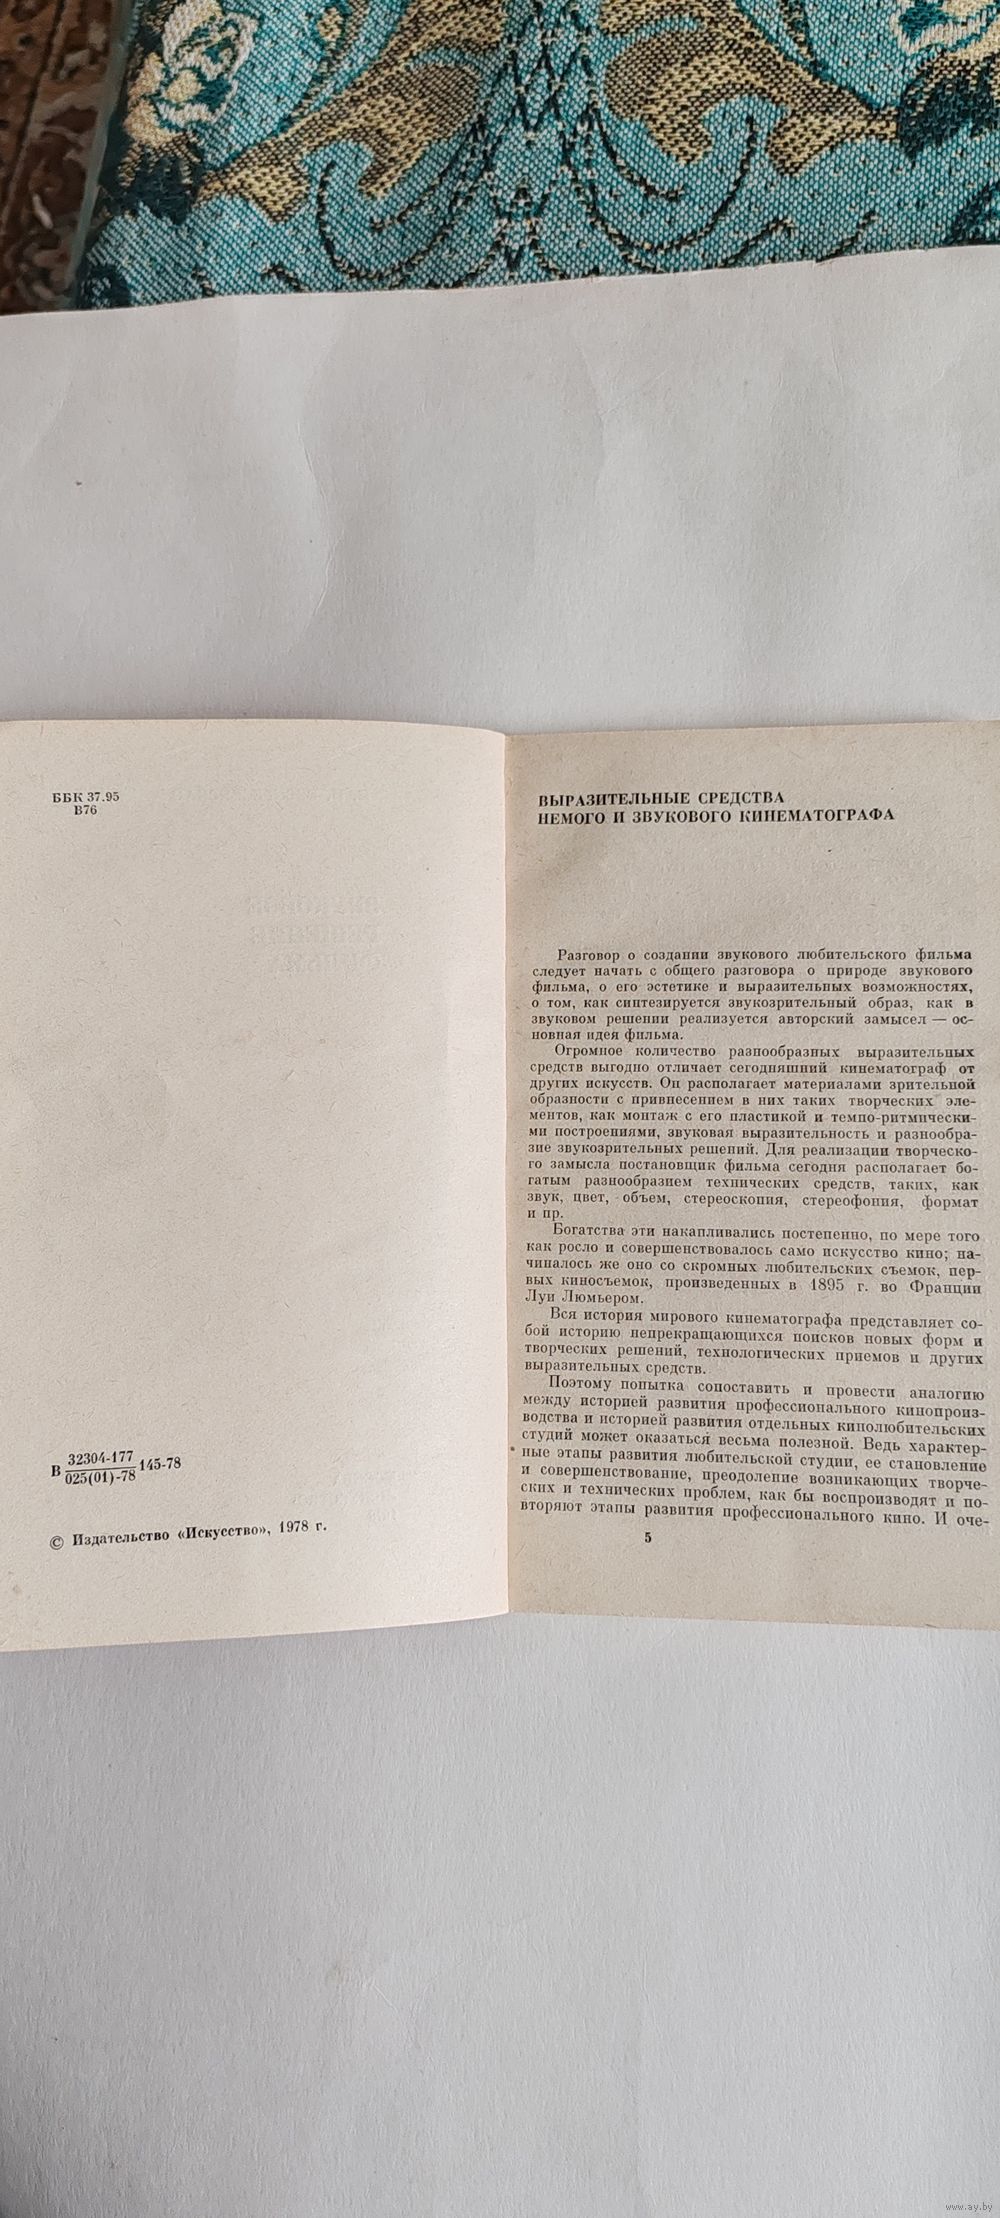 ББК 37.95
В76
В 32304-177
025(01)-78 145-78
© Издательство «Искусство», 1978 г.
ВЫРАЗИТЕЛЬНЫЕ СРЕДСТВА
НЕМОГО И ЗВУКОВОГО КИНЕМАТОГРАФА
Разговор о создании звукового любительского фильма
следует начать с общего разговора о природе звукового
фильма, о его эстетике и выразительных возможностях,
о том, как синтезируется звукозрительный образ, как в
звуковом решении реализуется авторский замысел — ос-
новная идея фильма.
Огромное количество разнообразных выразительных
средств выгодно отличает сегодняшний кинематограф от
других искусств. Он располагает материалами зрительной
образности с привнесением в них таких творческих эле-
ментов, как монтаж с его пластикой и темпо-ритмически-
ми построениями, звуковая выразительность и разнообра-
зие звукозрительных решений. Для реализации творческо-
го замысла постановщик фильма сегодня располагает бо-
гатым разнообразием технических средств, таких, как
звук, цвет, объем, стереоскопия, стереофония, формат
и пр.
Богатства эти накапливались постепенно, по мере того
как росло и совершенствовалось само искусство кино; на-
чиналось же оно со скромных любительских съемок, пер-
вых киносъемок, произведенных в 1895 г. во Франции
Луи Люмьером.
Вся история мирового кинематографа представляет со-
бой историю непрекращающихся поисков новых форм и
творческих решений, технологических приемов и других
выразительных средств.
Поэтому попытка сопоставить и провести аналогию
между историей развития профессионального кинопроиз-
водства и историей развития отдельных кинолюбительских
студий может оказаться весьма полезной. Ведь характер-
ные этапы развития любительской студии, ее становление
и совершенствование, преодоление возникающих творче-
ских и технических проблем, как бы воспроизводят и по-
вторяют этапы развития профессионального кино. И оче-
5
www.ay.by